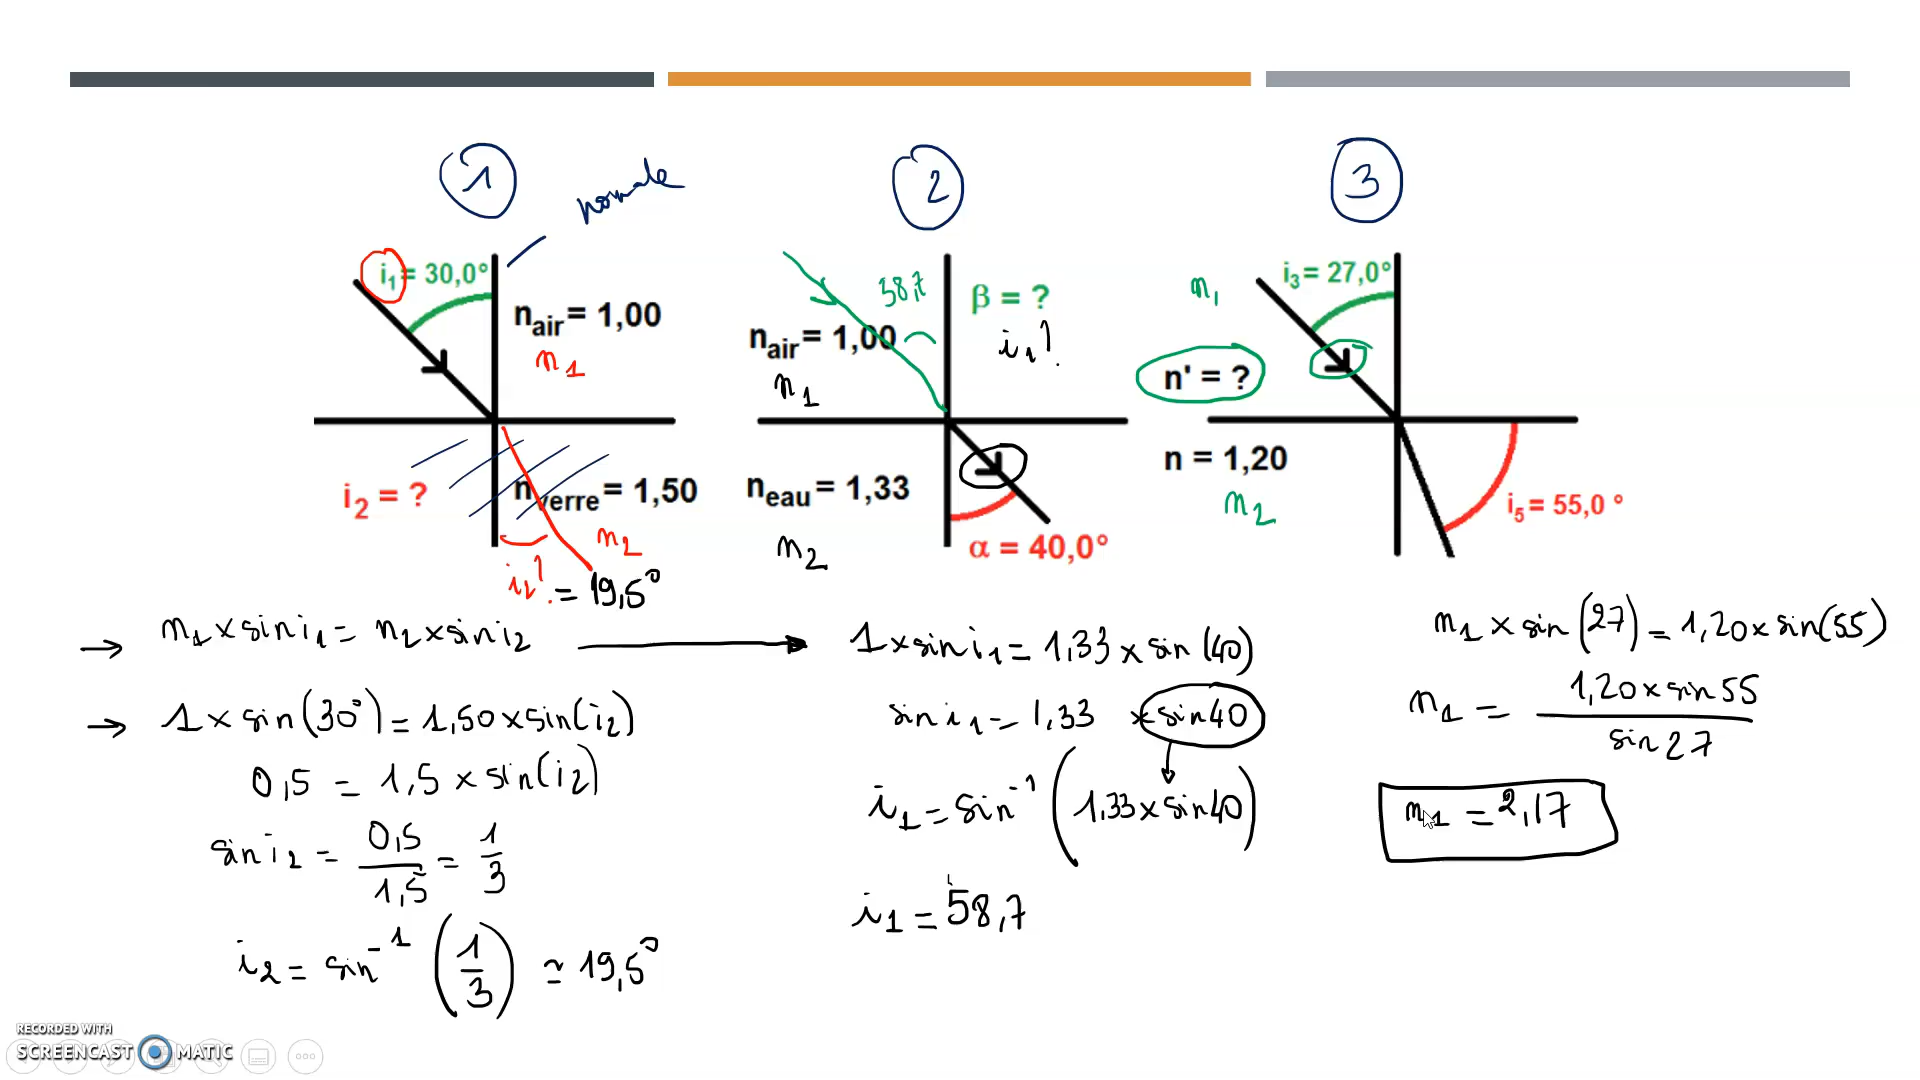 1
normale
i1 = 30,0°
nair = 1,00
n1
i2 = ?
nverre = 1,50
n2
i2? = 19,5°
→ n1 x sin i1 = n2 x sin i2
→ 1 x sin(30°) = 1,50 x sin(i2)
0,5 = 1,5 x sin(i2)
sin i2 = 0,5/1,5 = 1/3
i2 = sin⁻¹(1/3) ≃ 19,5°
2
58,7
β = ?
i1?
nair = 1,00
n1
neau = 1,33
n2
α = 40,0°
1 x sin i1 = 1,33 x sin(40)
sin i1 = 1,33 x sin 40
i1 = sin⁻¹(1,33 x sin 40)
i1 = 58,7
3
n1
i3 = 27,0°
n' = ?
n = 1,20
n2
i5 = 55,0 °
n1 x sin(27) = 1,20 x sin(55)
n1 = 1,20 x sin 55 / sin 27
n1 = 2,17
RECORDED WITH
SCREENCAST MATIC